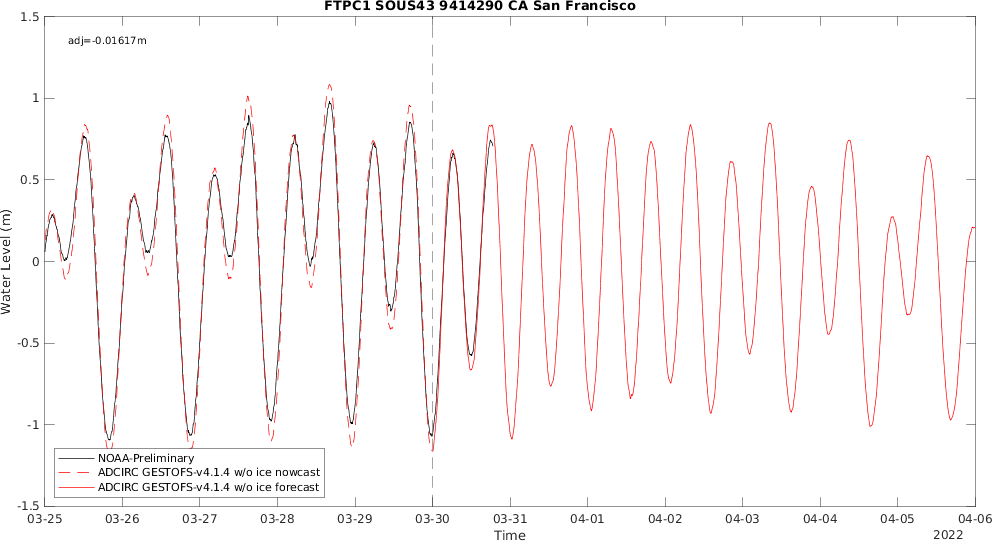 FTPC1 SOUS43 9414290 CA San Francisco
adj=-0.01617m
1.5
1
0.5
0
-0.5
-1
-1.5
Water Level (m)
NOAA-Preliminary
ADCIRC GESTOFS-v4.1.4 w/o ice nowcast
ADCIRC GESTOFS-v4.1.4 w/o ice forecast
03-25 03-26 03-27 03-28 03-29 03-30 03-31 04-01 04-02 04-03 04-04 04-05 04-06
Time
2022